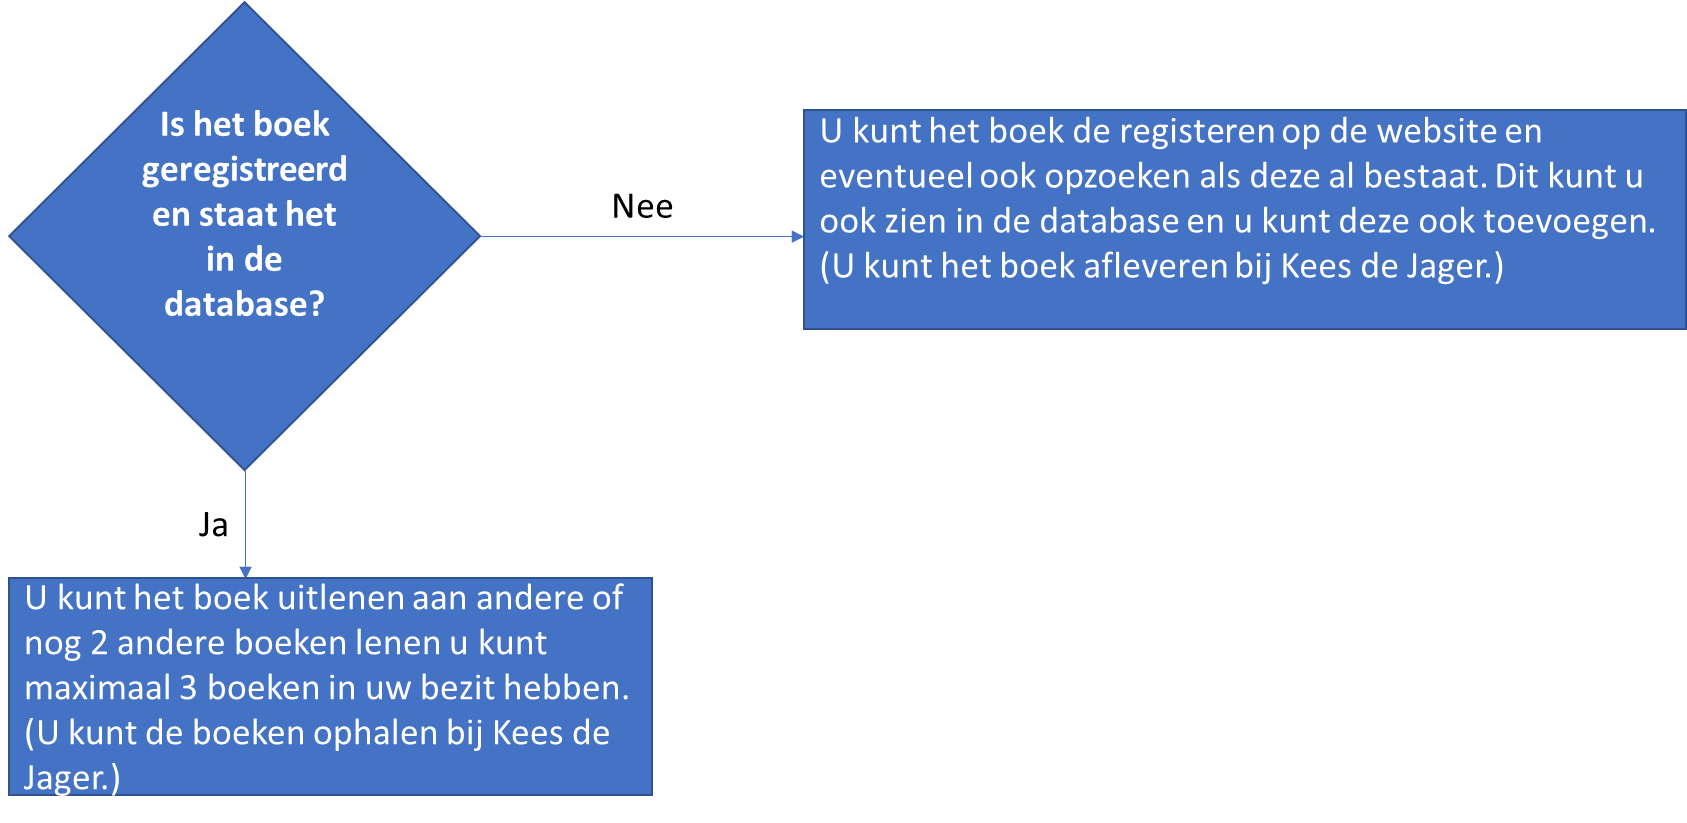 Is het boek
geregistreerd
en staat het
in de
database?
Nee
U kunt het boek de registeren op de website en
eventueel ook opzoeken als deze al bestaat. Dit kunt u
ook zien in de database en u kunt deze ook toevoegen.
(U kunt het boek afleveren bij Kees de Jager.)
Ja
U kunt het boek uitlenen aan andere of
nog 2 andere boeken lenen u kunt
maximaal 3 boeken in uw bezit hebben.
(U kunt de boeken ophalen bij Kees de
Jager.)